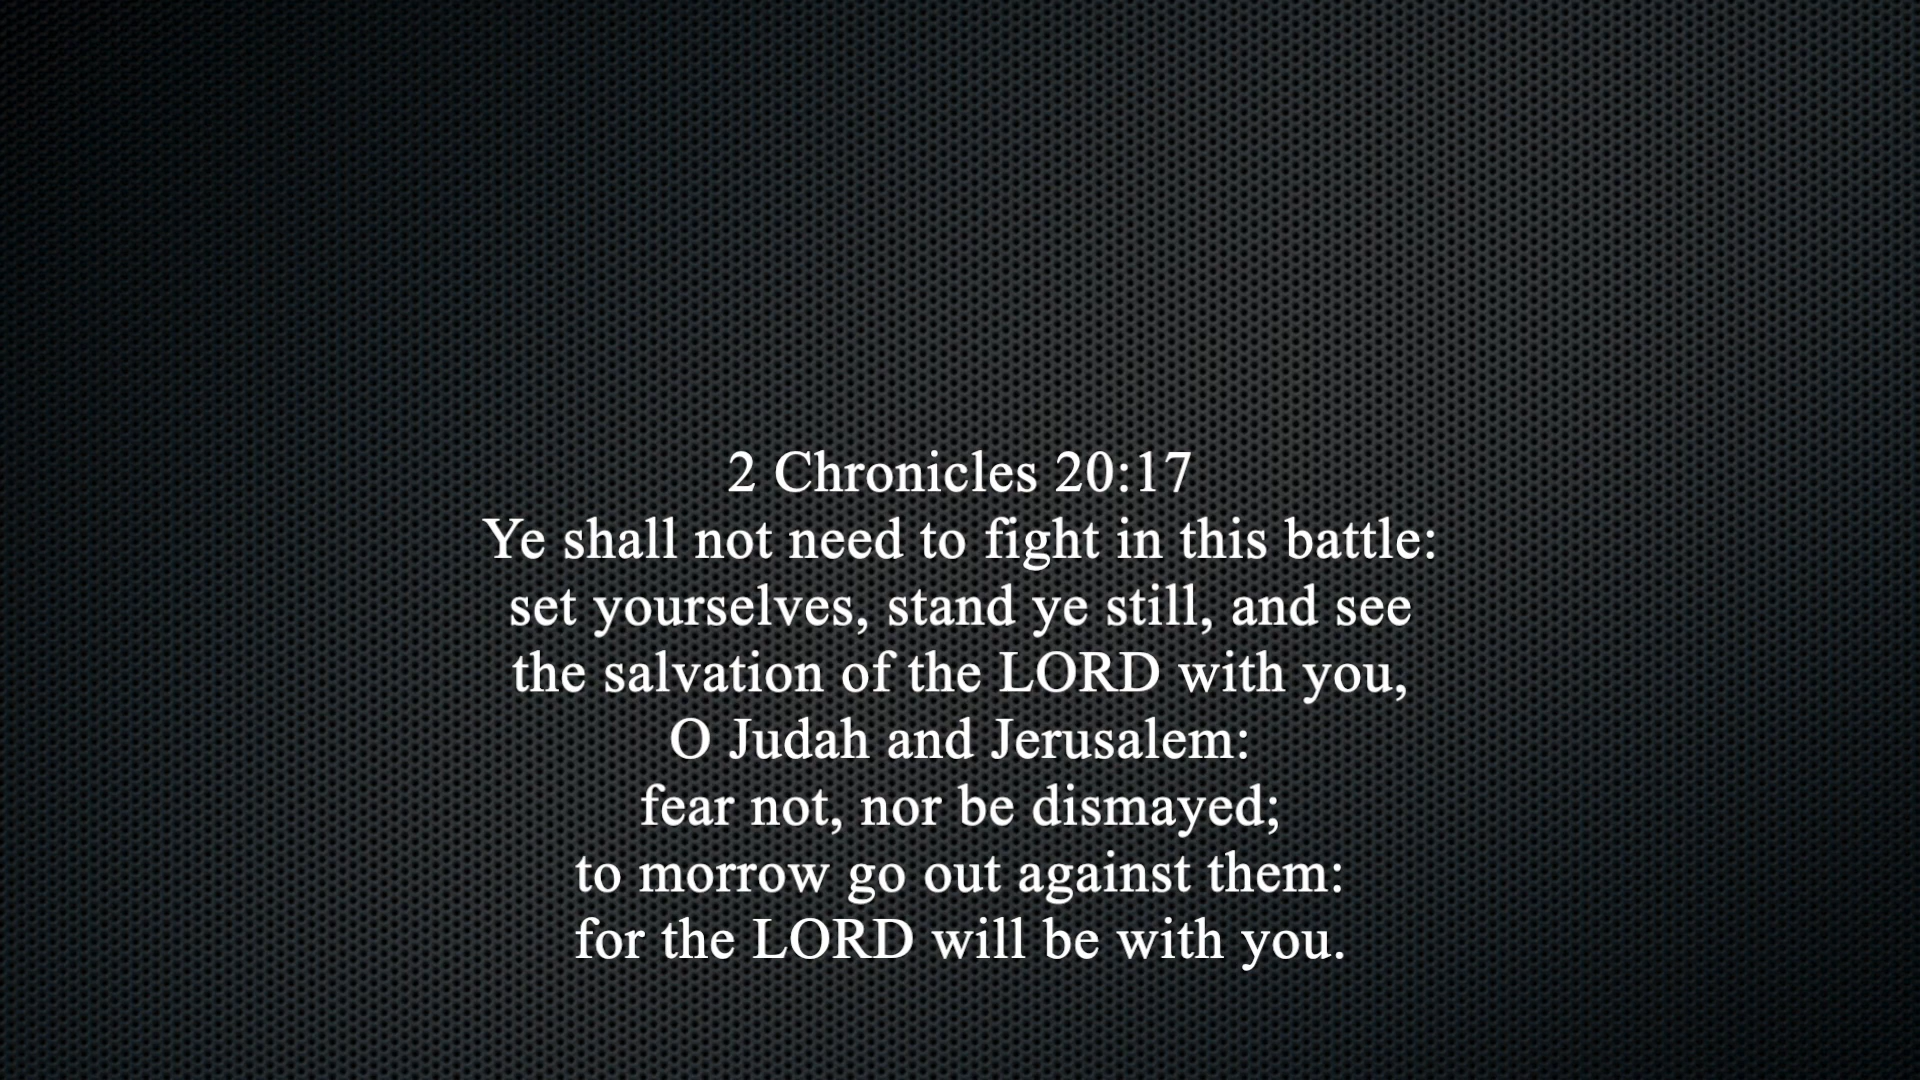 2 Chronicles 20:17
Ye shall not need to fight in this battle:
set yourselves, stand ye still, and see
the salvation of the LORD with you,
O Judah and Jerusalem:
fear not, nor be dismayed;
to morrow go out against them:
for the LORD will be with you.